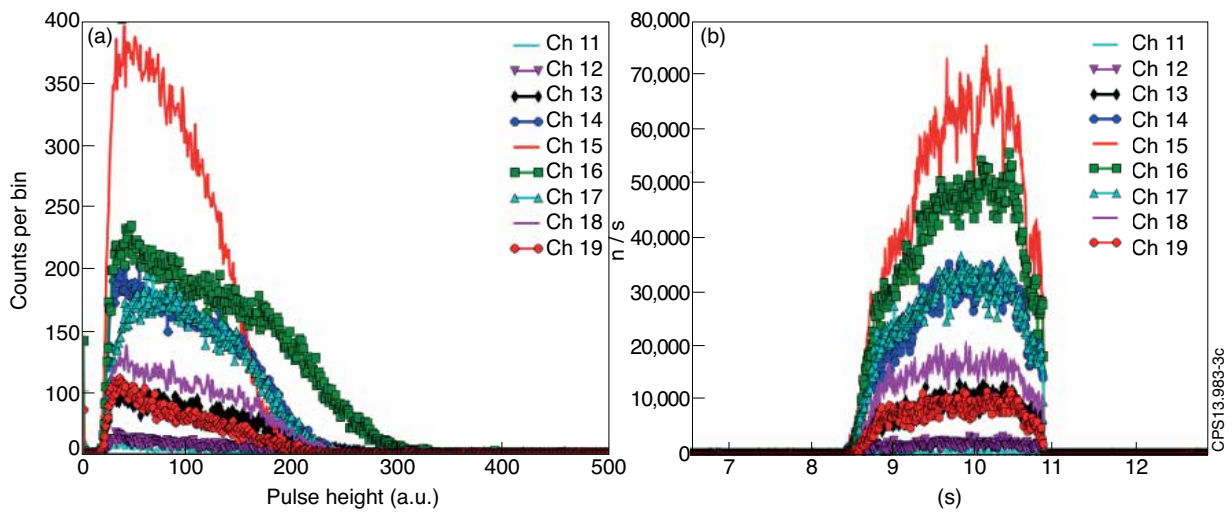 (a)
400
350
300
250
200
150
100
50
0
Counts per bin
0
100
200
300
400
500
Pulse height (a.u.)
Ch 11
Ch 12
Ch 13
Ch 14
Ch 15
Ch 16
Ch 17
Ch 18
Ch 19
(b)
80,000
70,000
60,000
50,000
40,000
30,000
20,000
10,000
0
n / s
7
8
9
10
11
12
(s)
Ch 11
Ch 12
Ch 13
Ch 14
Ch 15
Ch 16
Ch 17
Ch 18
Ch 19
CPS13.983-3c